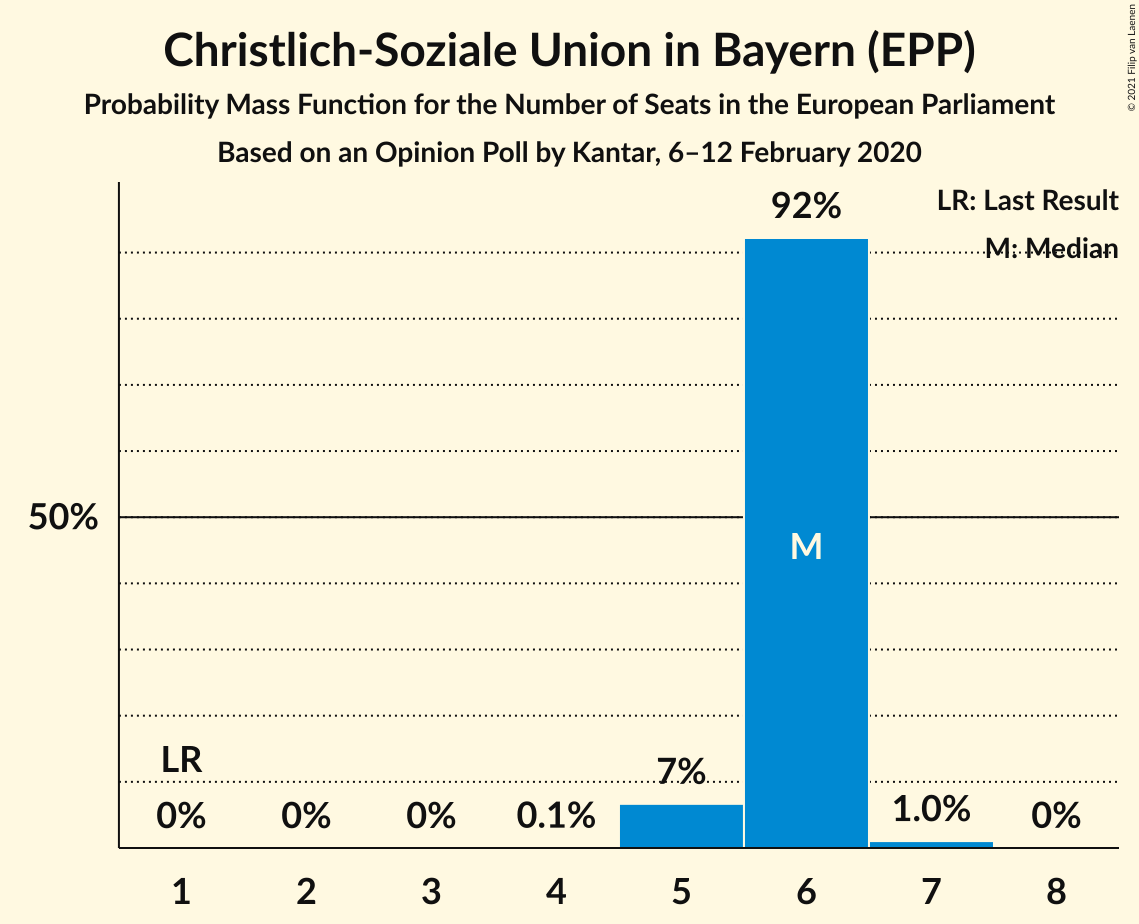 Christlich-Soziale Union in Bayern (EPP)
Probability Mass Function for the Number of Seats in the European Parliament
Based on an Opinion Poll by Kantar, 6–12 February 2020
© 2021 Filip van Laenen
LR: Last Result
M: Median
92%
50%
M
LR
7%
0% 0% 0% 0.1% 1.0% 0%
1 2 3 4 5 6 7 8